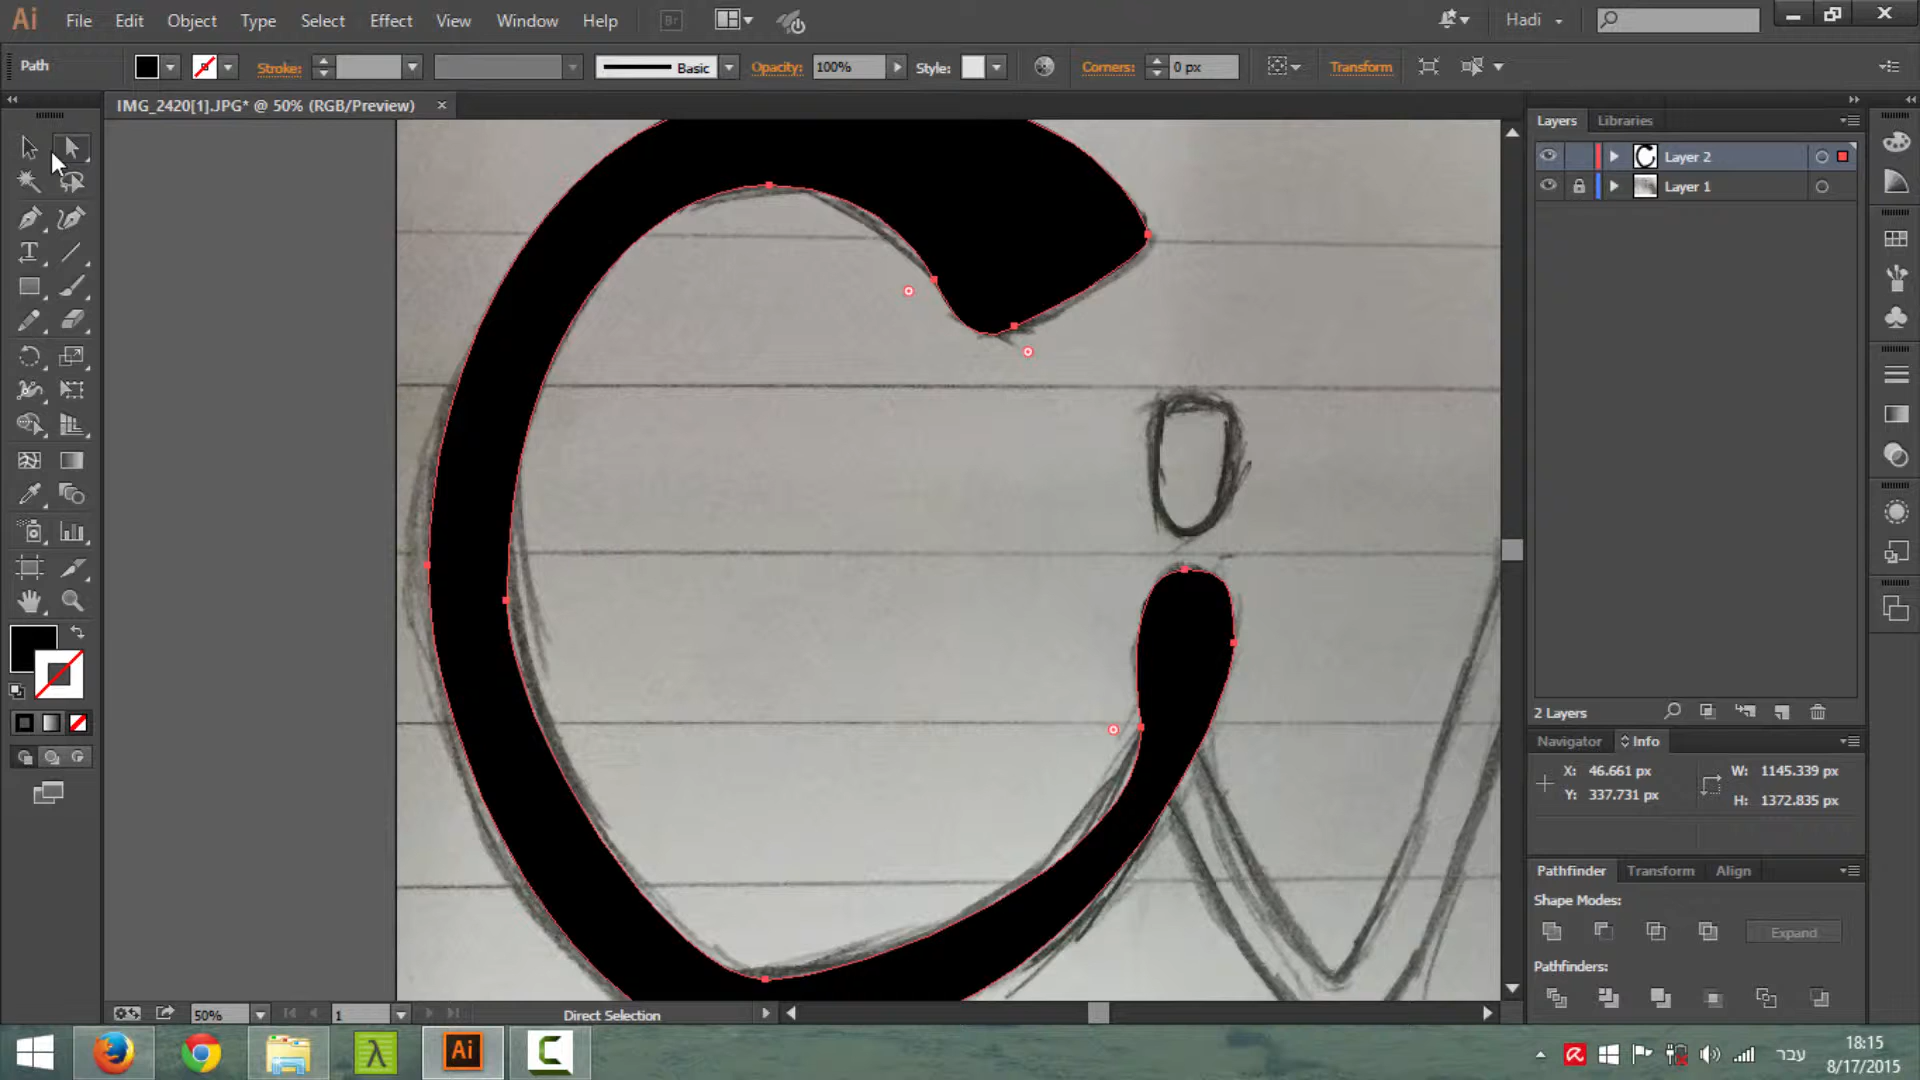 Ai File Edit Object Type Select Effect View Window Help Br Hadi
Path Stroke: Basic Opacity: 100% Style: Corners: 0 px Transform
IMG_2420[1].JPG* @ 50% (RGB/Preview)
Layers Libraries
Layer 2
Layer 1
2 Layers
Navigator Info
X: 46.661 px W: 1145.339 px
Y: 337.731 px H: 1372.835 px
Pathfinder Transform Align
Shape Modes:
Expand
Pathfinders:
50% 1 Direct Selection
Ai
עבר
18:15
8/17/2015